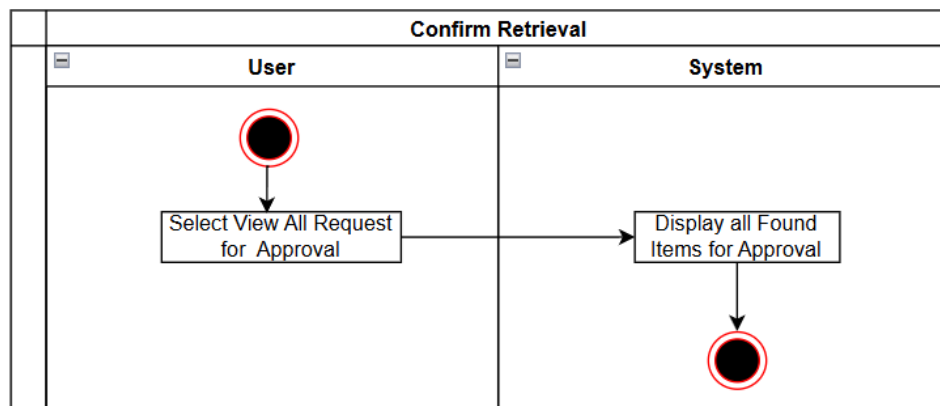 Confirm Retrieval
User
System
Select View All Request
for Approval
Display all Found
Items for Approval